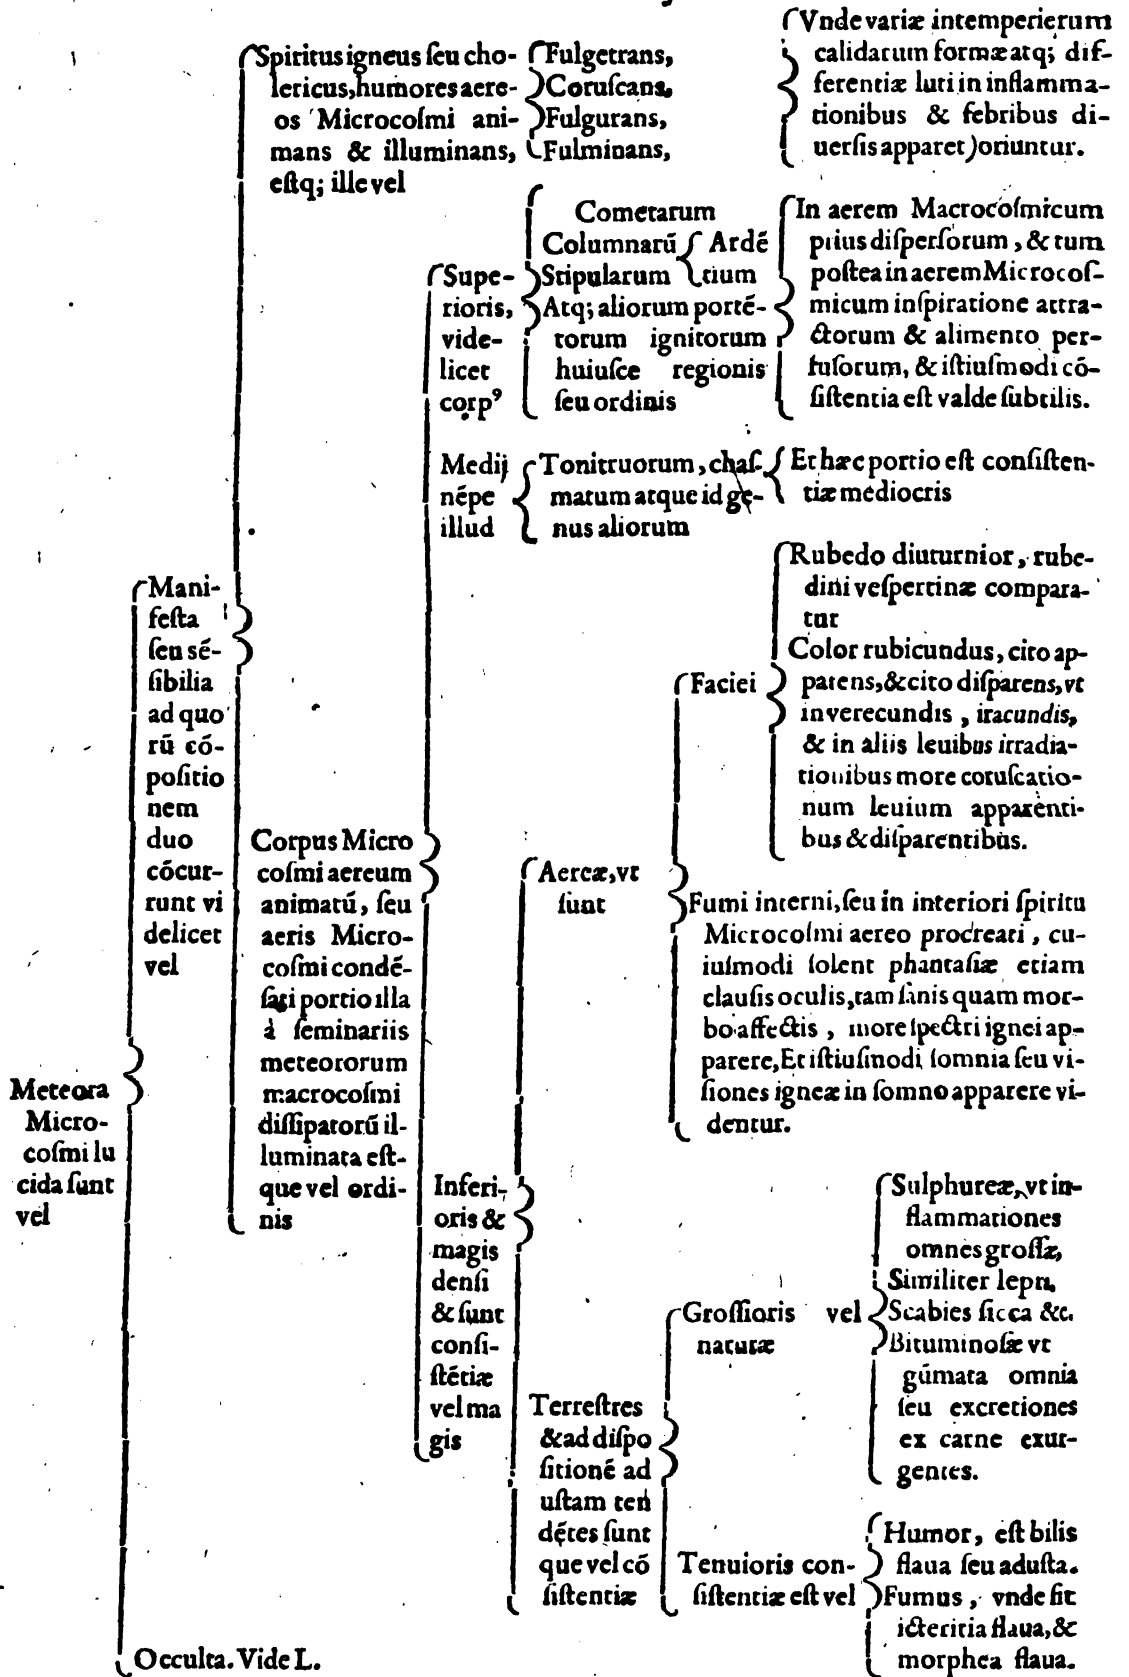 Meteora
Micro-
coſmi lu
cida ſunt
vel
Mani-
feſta
ſeu sẽ-
ſibilia
ad quo
rũ cõ-
poſitio
nem
duo
cõcur-
runt vi
delicet
vel
Spiritus igneus ſeu cho-
lericus, humores aere-
os Microcoſmi ani-
mans & illuminans,
eſtq; ille vel
Fulgetrans,
Coruſcans,
Fulgurans,
Fulminans,
Vnde variæ intemperierum
calidarum formæ atq; dif-
ferentiæ luti in inflamma-
tionibus & febribus di-
uerſis apparet) oriuntur.
Corpus Micro
coſmi aereum
animatũ, ſeu
aeris Micro-
coſmi condẽ-
ſati portio illa
à ſeminariis
meteororum
macrocoſmi
diſſipatorũ il-
luminata eſt-
que vel ordi-
nis
Supe-
rioris,
vide-
licet
corpꝰ
Cometarum
Columnarũ
Stipularum
Ardẽ
tium
Atq; aliorum portẽ-
torum ignitorum
huiuſce regionis
ſeu ordinis
In aerem Macrocoſmicum
prius diſperſorum, & tum
poſtea in aerem Microcoſ-
micum inſpiratione attra-
ctorum & alimento per-
fuſorum, & iſtiuſmodi cõ-
ſiſtentia eſt valde ſubtilis.
Medij
nẽpe
illud
Tonitruorum, chaſ-
matum atque id ge-
nus aliorum
Et hæc portio eſt conſiſten-
tiæ mediocris
Inferi-
oris &
magis
denſi
& ſunt
conſi-
ſtẽtiæ
vel ma
gis
Aereæ, vt
ſunt
Faciei
Rubedo diuturnior, rube-
dini veſpertinæ compara-
tur
Color rubicundus, cito ap-
parens, & cito diſparens, vt
in verecundis, iracundis,
& in aliis leuibus irradia-
tionibus more coruſcatio-
num leuium apparenti-
bus & diſparentibus.
Fumi interni, ſeu in interiori ſpiritu
Microcoſmi aereo procreati, cu-
iuſmodi ſolent phantaſiæ etiam
clauſis oculis, tam ſanis quam mor-
bo affectis, more ſpectri ignei ap-
parere, Et iſtiuſmodi ſomnia ſeu vi-
ſiones igneæ in ſomno apparere vi-
dentur.
Terreſtres
& ad diſpo
ſitionẽ ad
uſtam ten
dẽtes ſunt
que vel cõ
ſiſtentiæ
Groſſioris vel
naturæ
Sulphureæ, vt in-
flammationes
omnes groſſæ,
Similiter lepra,
Scabies ſicca &c.
Bituminoſæ vt
gũmata omnia
ſeu excretiones
ex carne exur-
gentes.
Tenuioris con-
ſiſtentiæ eſt vel
Humor, eſt bilis
flaua ſeu aduſta.
Fumus, vnde fit
icteritia flaua, &
morphea flaua.
Occulta. Vide L.